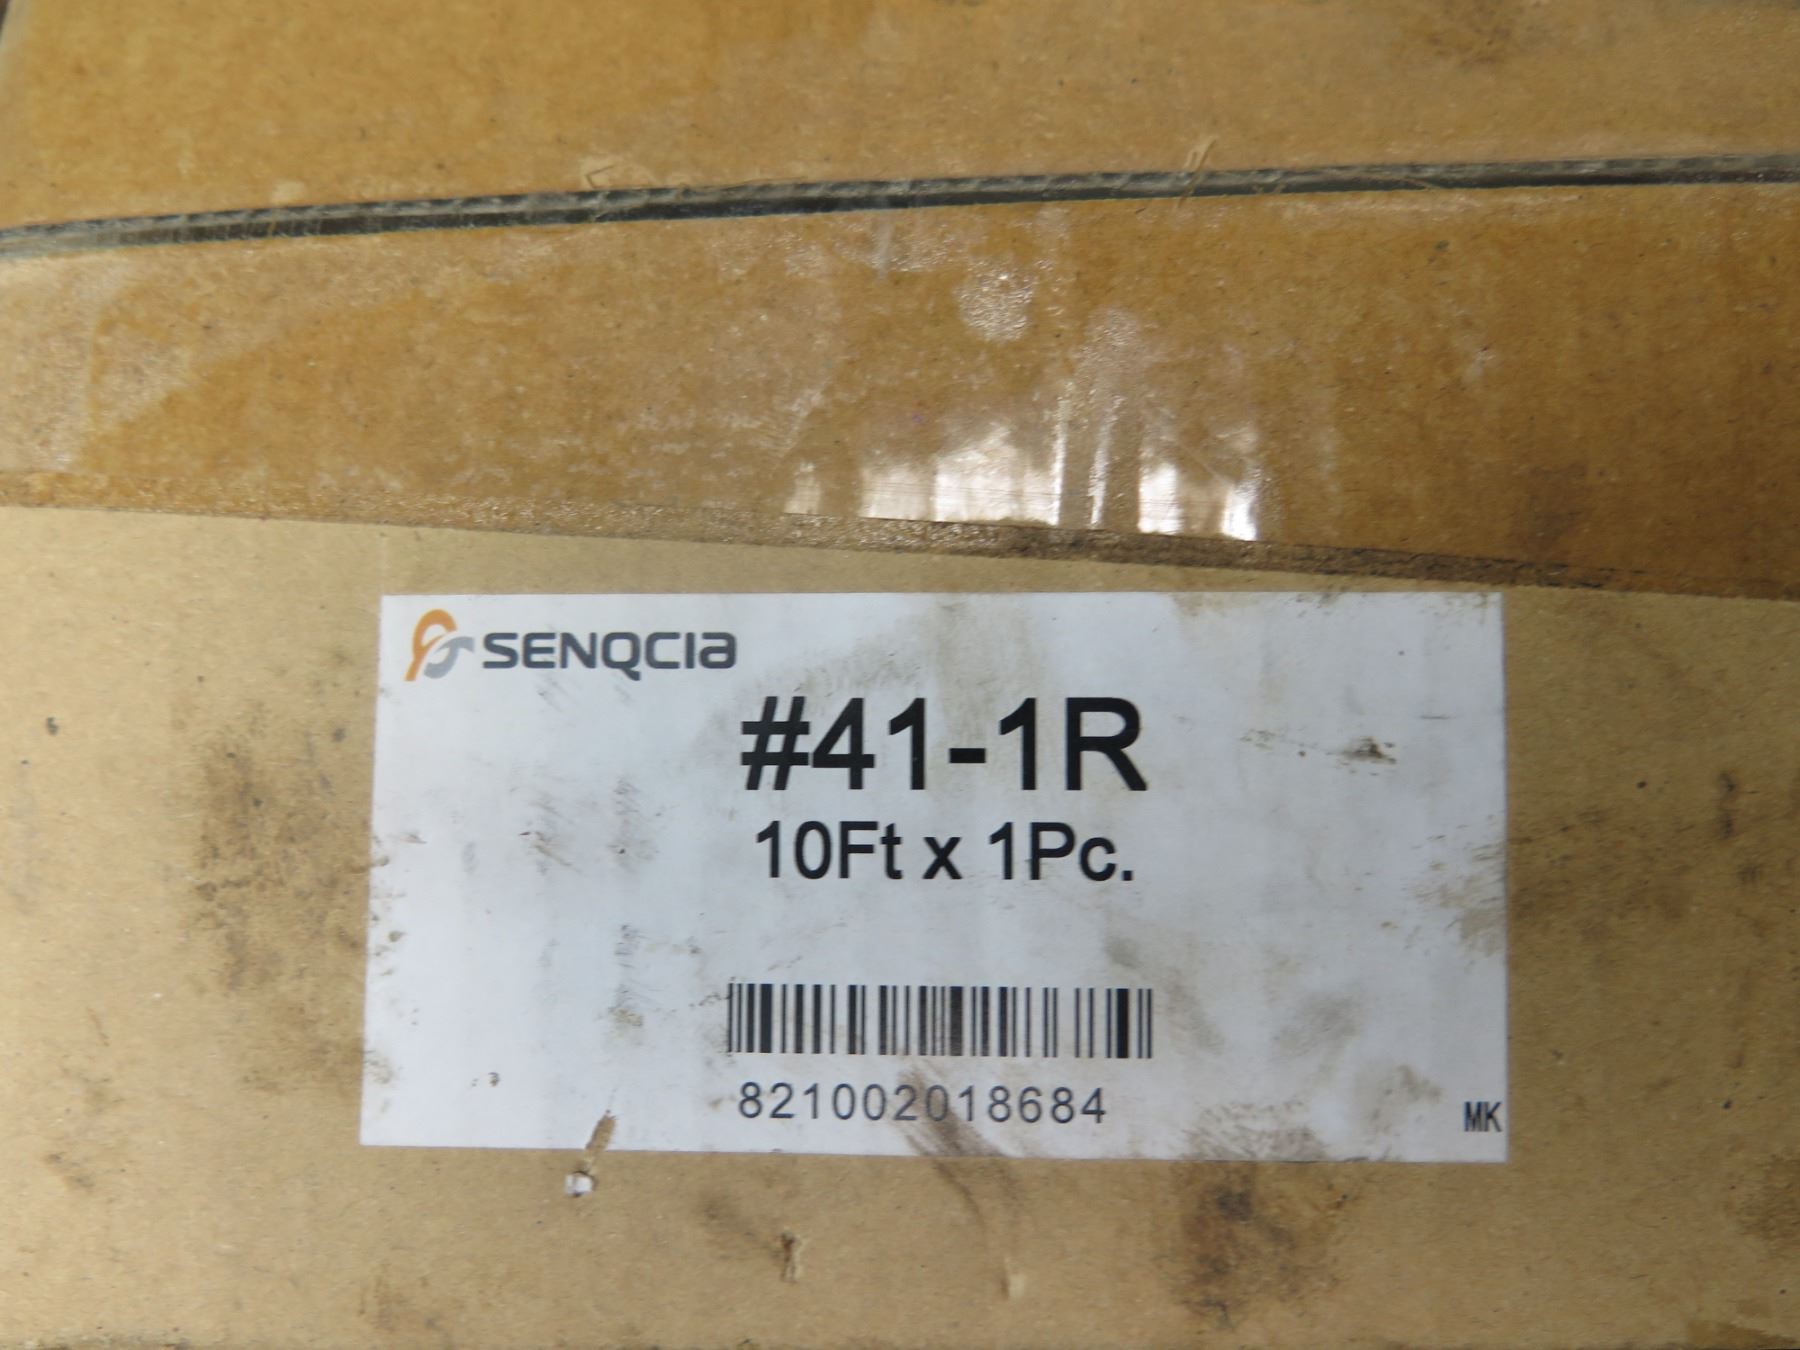 SENQCIA
#41-1R
10Ft x 1Pc.
821002018684
MK